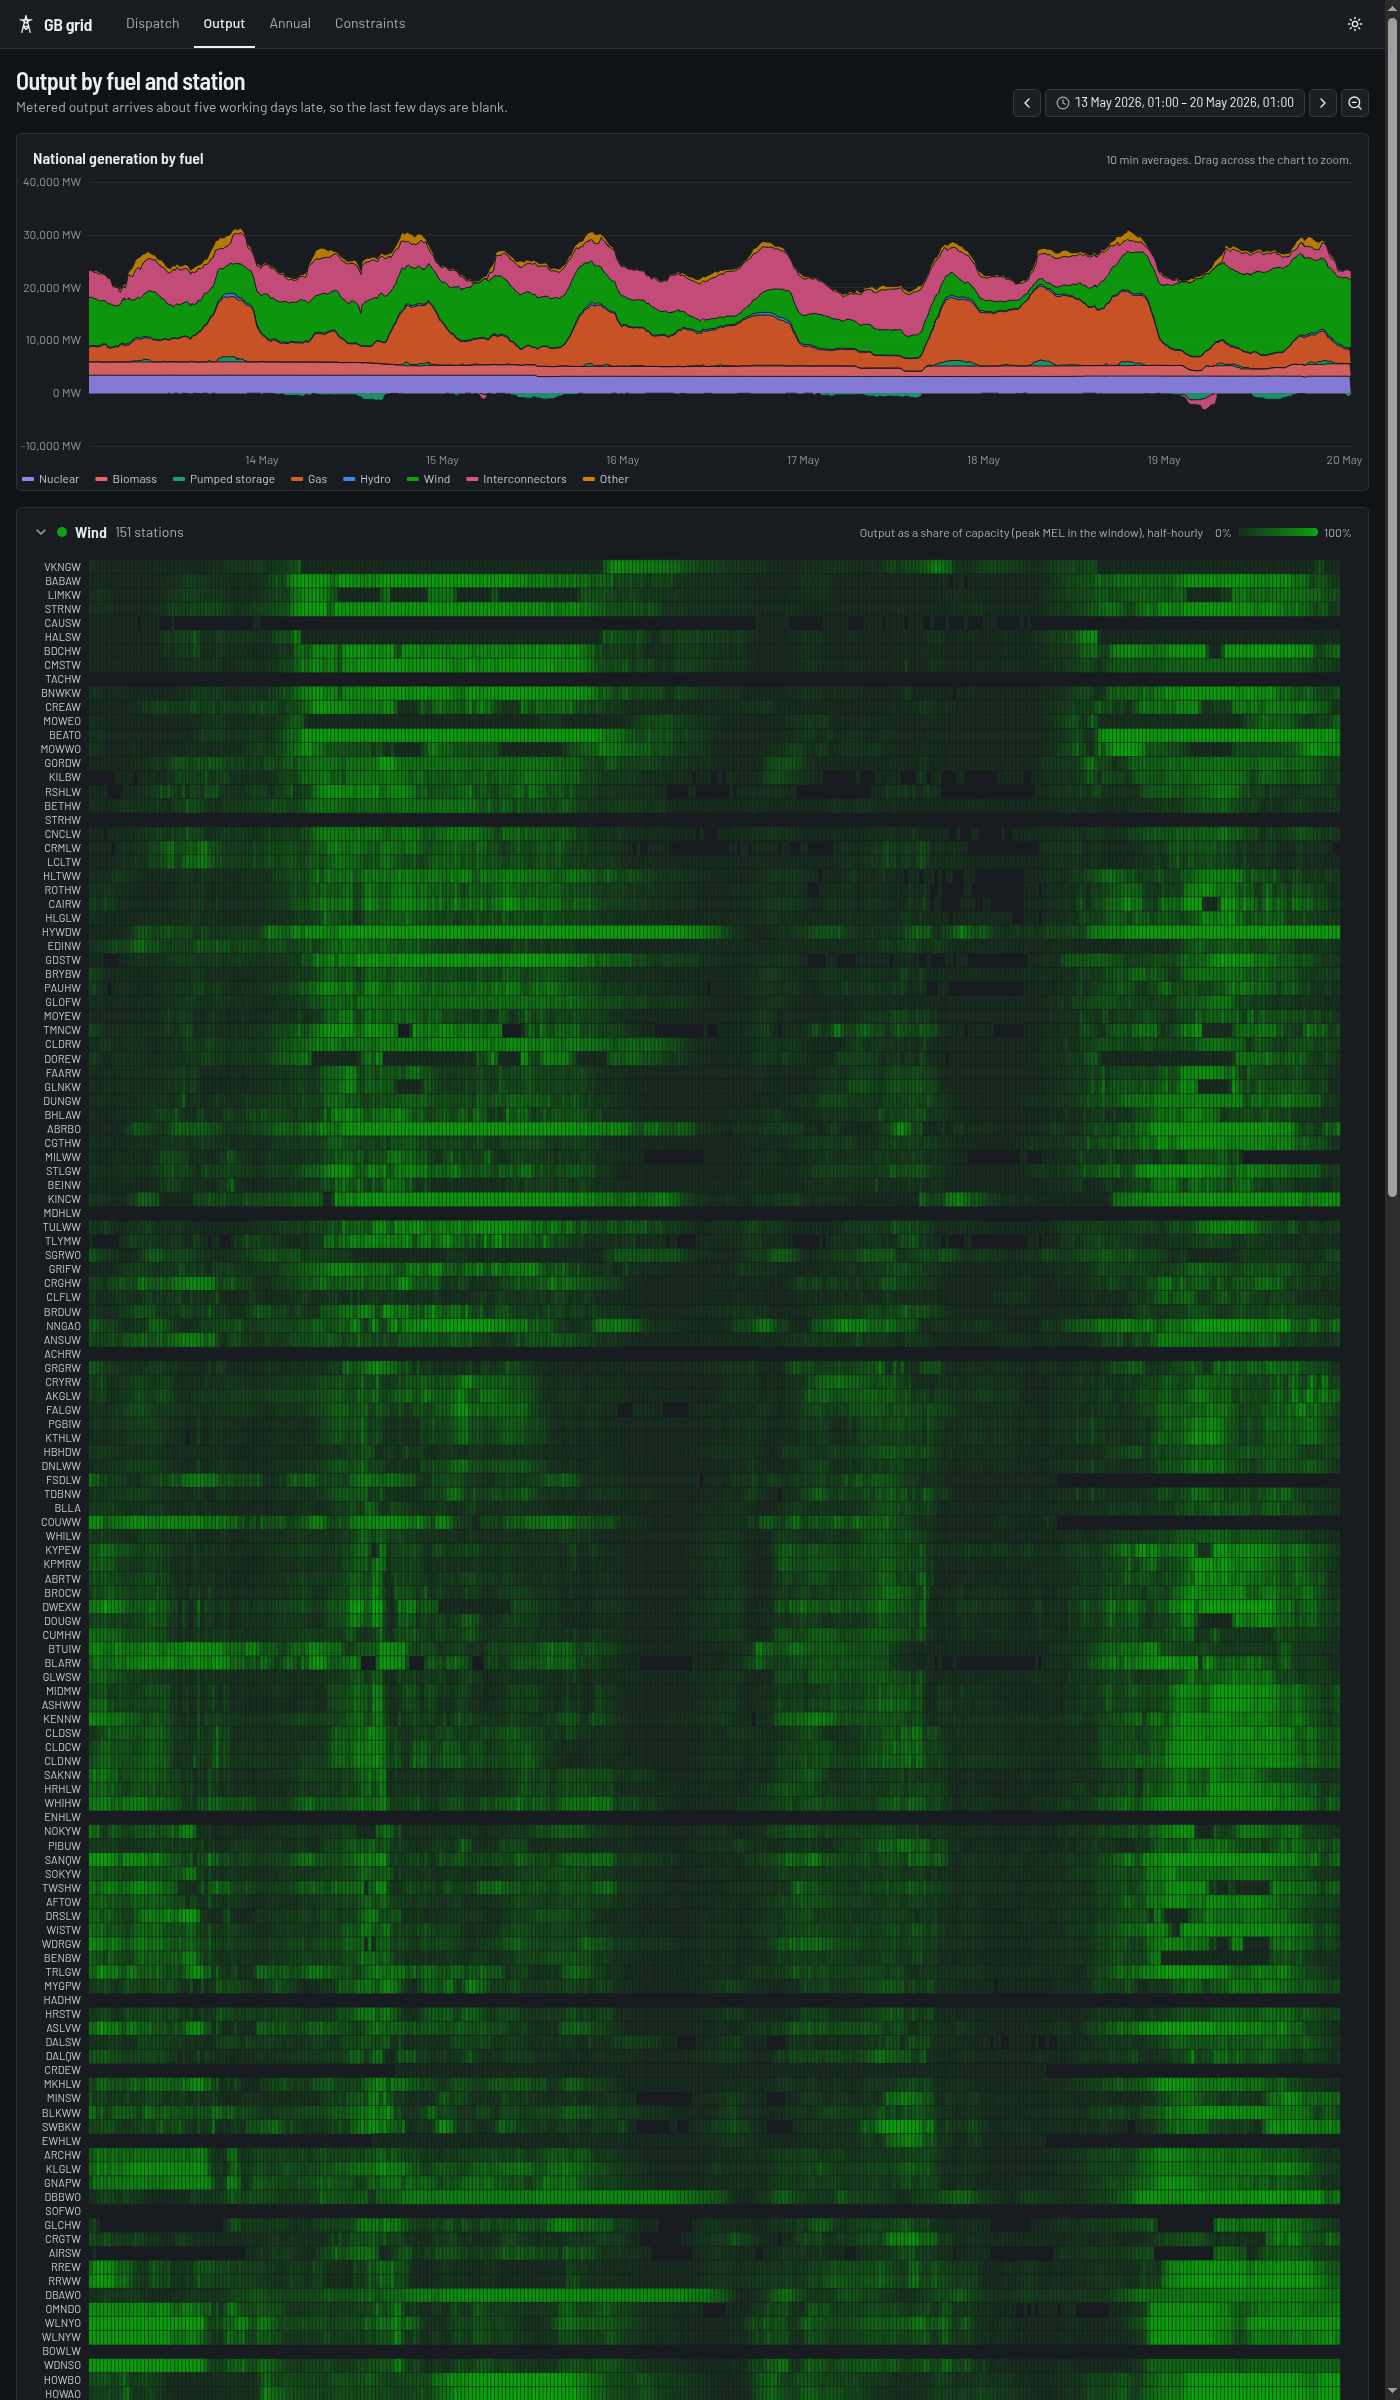 GB grid Dispatch Output Annual Constraints
Output by fuel and station
Metered output arrives about five working days late, so the last few days are blank.
13 May 2026, 01:00 – 20 May 2026, 01:00
National generation by fuel
10 min averages. Drag across the chart to zoom.
40,000 MW
30,000 MW
20,000 MW
10,000 MW
0 MW
-10,000 MW
14 May 15 May 16 May 17 May 18 May 19 May 20 May
Nuclear Biomass Pumped storage Gas Hydro Wind Interconnectors Other
Wind 151 stations
Output as a share of capacity (peak MEL in the window), half-hourly 0% 100%
VKNGW
BABAW
LIMKW
STRNW
CAUSW
HALSW
BDCHW
CMSTW
TACHW
BNWKW
CREAW
MOWEO
BEATO
MOWWO
GORDW
KILBW
RSHLW
BETHW
STRHW
CNCLW
CRMLW
LCLTW
HLTWW
ROTHW
CAIRW
HLGLW
HYWDW
EDINW
GDSTW
BRYBW
PAUHW
GLOFW
MOYEW
TMNCW
CLDRW
DOREW
FAARW
GLNKW
DUNGW
BHLAW
ABRBO
CGTHW
MILWW
STLGW
BEINW
KINCW
MDHLW
TULWW
TLYMW
SGRWO
GRIFW
CRGHW
CLFLW
BRDUW
NNGAO
ANSUW
ACHRW
GRGRW
CRYRW
AKGLW
FALGW
PGBIW
KTHLW
HBHDW
DNLWW
FSDLW
TDBNW
BLLA
COUWW
WHILW
KYPEW
KPMRW
ABRTW
BROCW
DWEXW
DOUGW
CUMHW
BTUIW
BLARW
GLWSW
MIDMW
ASHWW
KENNW
CLDSW
CLDCW
CLDNW
SAKNW
HRHLW
WHIHW
ENHLW
NOKYW
PIBUW
SANQW
SOKYW
TWSHW
AFTOW
DRSLW
WISTW
WDRGW
BENBW
TRLGW
MYGPW
HADHW
HRSTW
ASLVW
DALSW
DALQW
CRDEW
MKHLW
MINSW
BLKWW
SWBKW
EWHLW
ARCHW
KLGLW
GNAPW
DBBWO
SOFWO
GLCHW
CRGTW
AIRSW
RREW
RRWW
DBAWO
OMNDO
WLNYO
WLNYW
BOWLW
WDNSO
HOWBO
HOWAO